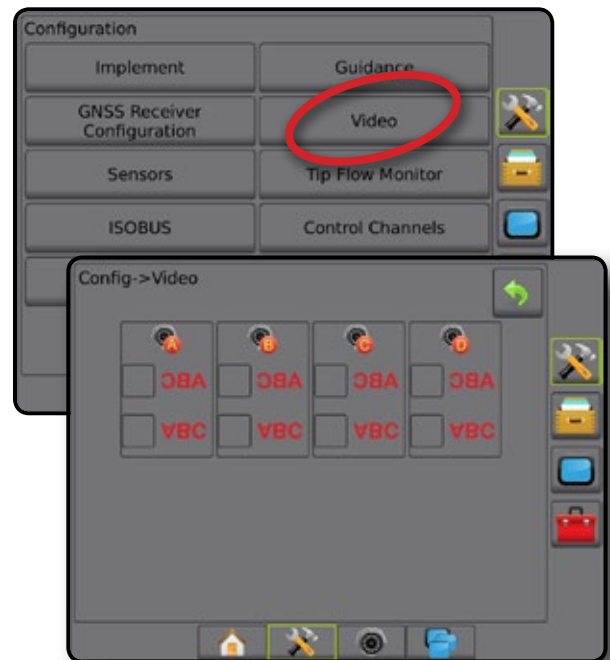 Configuration
Implement
Guidance
GNSS Receiver
Configuration
Video
Sensors
Tip Flow Monitor
ISOBUS
Control Channels
Config->Video
A B C D
ABC ABC ABC ABC
ABC ABC ABC ABC